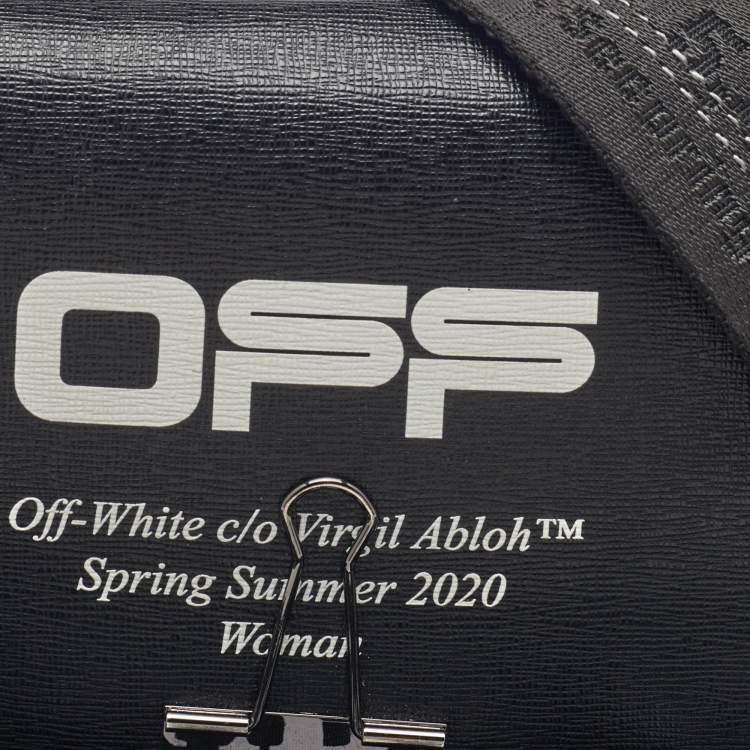 OFF
Off-White c/o Virgil Abloh™
Spring Summer 2020
Woman